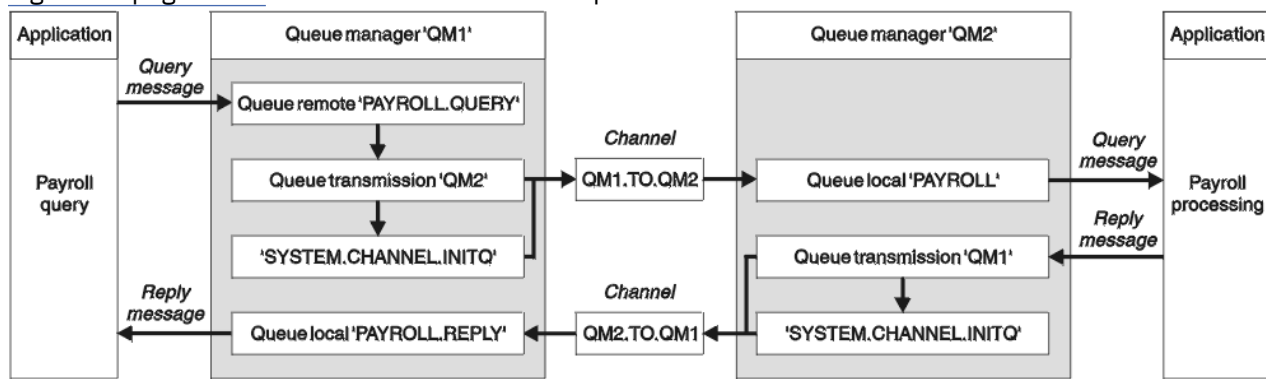 Application
Queue manager 'QM1'
Queue manager 'QM2'
Application
Query
message
Queue remote 'PAYROLL.QUERY'
Channel
Query
message
Payroll
query
Queue transmission 'QM2'
QM1.TO.QM2
Queue local 'PAYROLL'
Payroll
processing
Reply
message
'SYSTEM.CHANNEL.INITQ'
Queue transmission 'QM1'
Reply
message
Channel
Queue local 'PAYROLL.REPLY'
QM2.TO.QM1
'SYSTEM.CHANNEL.INITQ'